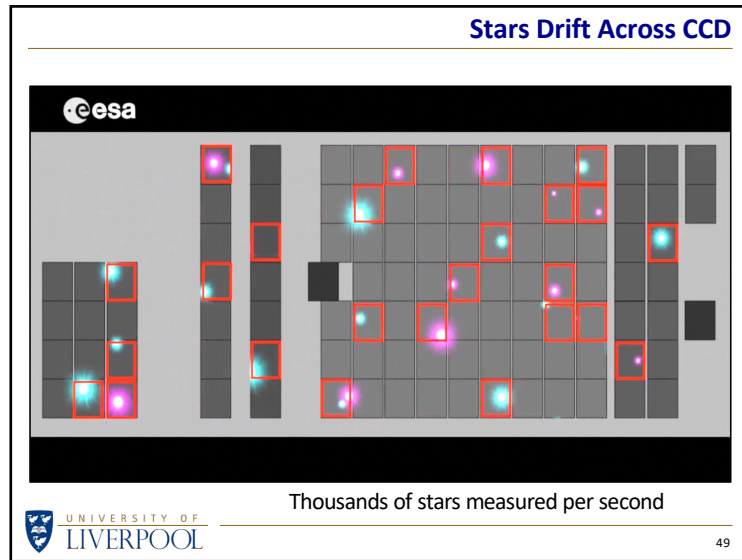 Stars Drift Across CCD
esa
Thousands of stars measured per second
UNIVERSITY OF
LIVERPOOL
49